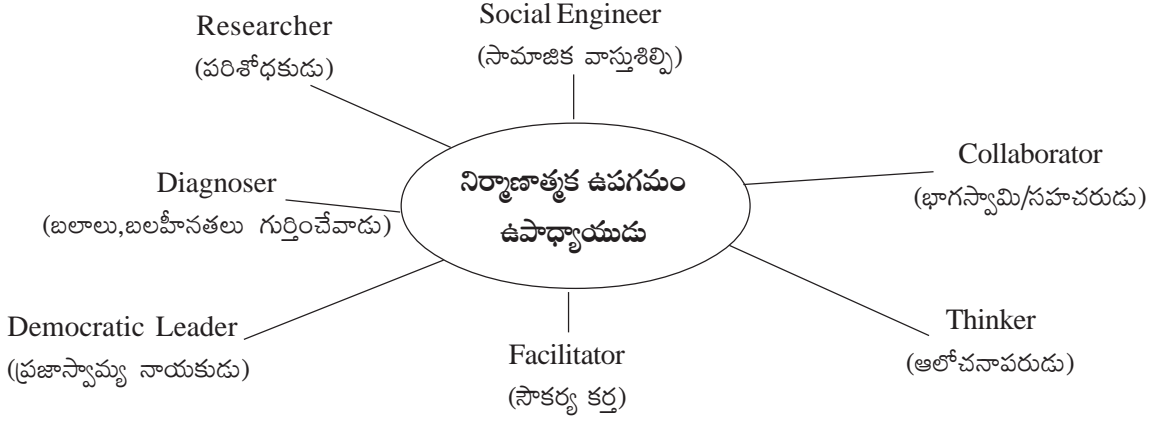 Social Engineer
(సామాజిక వాస్తుశిల్పి)
Researcher
(పరిశోధకుడు)
Collaborator
(భాగస్వామి/సహచరుడు)
నిర్మాణాత్మక ఉపగమం
ఉపాధ్యాయుడు
Diagnoser
(బలాలు,బలహీనతలు గుర్తించేవాడు)
Thinker
(ఆలోచనాపరుడు)
Democratic Leader
(ప్రజాస్వామ్య నాయకుడు)
Facilitator
(సౌకర్య కర్త)